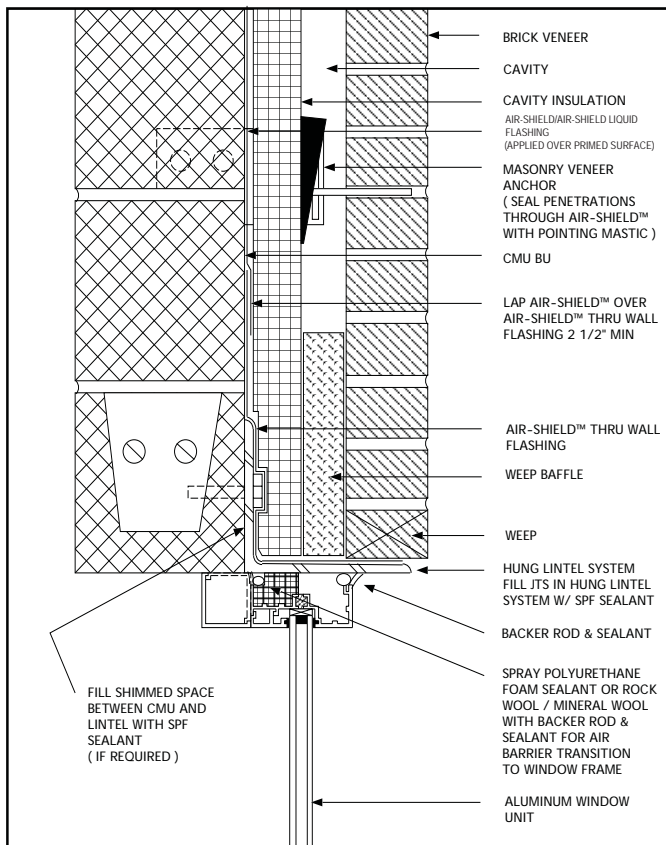 BRICK VENEER
CAVITY
CAVITY INSULATION
AIR-SHIELD/AIR-SHIELD LIQUID
FLASHING
(APPLIED OVER PRIMED SURFACE)
MASONRY VENEER
ANCHOR
( SEAL PENETRATIONS
THROUGH AIR-SHIELD™
WITH POINTING MASTIC )
CMU BU
LAP AIR-SHIELD™ OVER
AIR-SHIELD™ THRU WALL
FLASHING 2 1/2" MIN
AIR-SHIELD™ THRU WALL
FLASHING
WEEP BAFFLE
WEEP
HUNG LINTEL SYSTEM
FILL JTS IN HUNG LINTEL
SYSTEM W/ SPF SEALANT
BACKER ROD & SEALANT
SPRAY POLYURETHANE
FOAM SEALANT OR ROCK
WOOL / MINERAL WOOL
WITH BACKER ROD &
SEALANT FOR AIR
BARRIER TRANSITION
TO WINDOW FRAME
ALUMINUM WINDOW
UNIT
FILL SHIMMED SPACE
BETWEEN CMU AND
LINTEL WITH SPF
SEALANT
( IF REQUIRED )